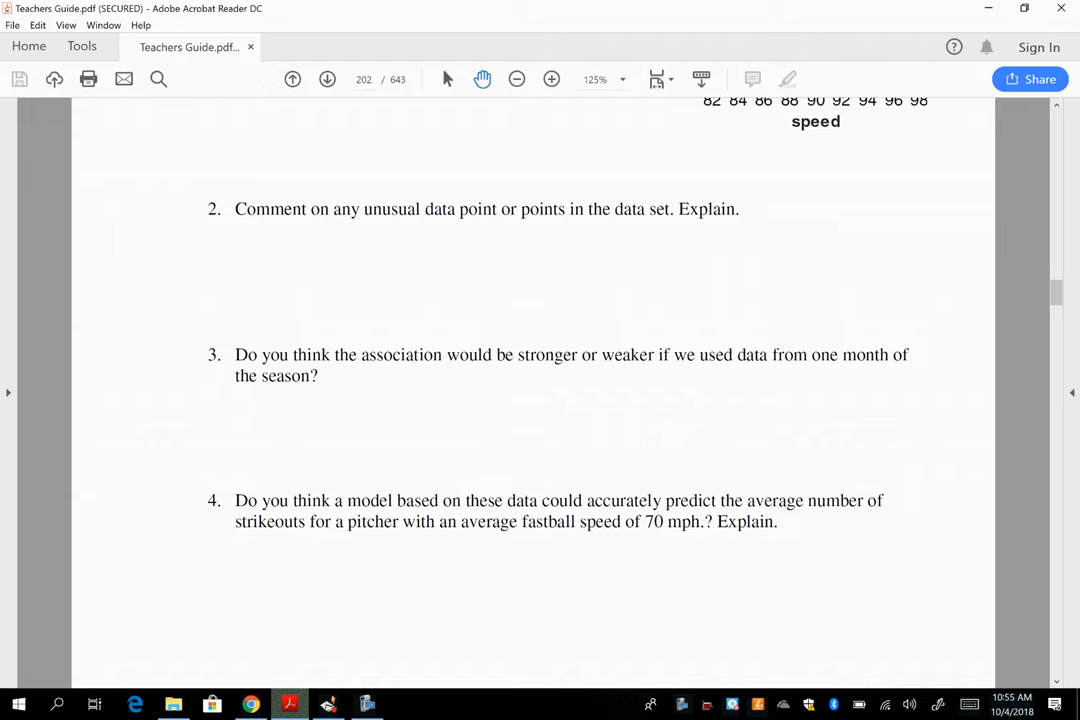 Teachers Guide.pdf (SECURED) - Adobe Acrobat Reader DC
File Edit View Window Help
Home Tools Teachers Guide.pdf... × Sign In
202 / 643 125% Share
82 84 86 88 90 92 94 96 98
speed
2. Comment on any unusual data point or points in the data set. Explain.
3. Do you think the association would be stronger or weaker if we used data from one month of
the season?
4. Do you think a model based on these data could accurately predict the average number of
strikeouts for a pitcher with an average fastball speed of 70 mph.? Explain.
10:55 AM
10/4/2018